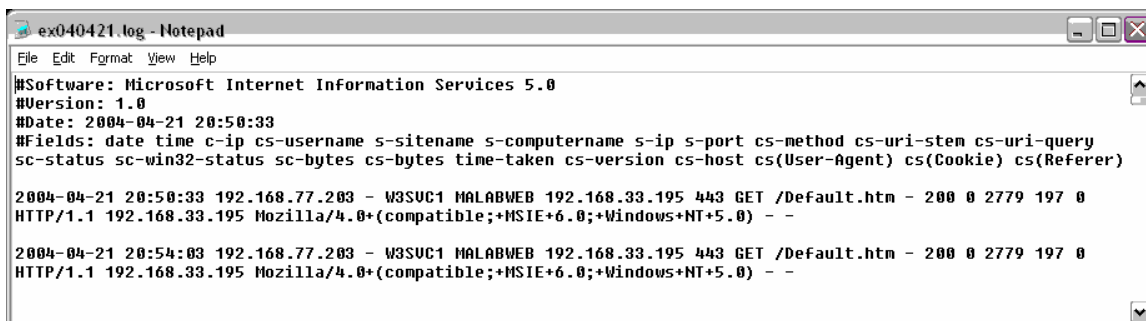 ex040421.log - Notepad
File Edit Format View Help
#Software: Microsoft Internet Information Services 5.0
#Version: 1.0
#Date: 2004-04-21 20:50:33
#Fields: date time c-ip cs-username s-sitename s-computername s-ip s-port cs-method cs-uri-stem cs-uri-query
sc-status sc-win32-status sc-bytes cs-bytes time-taken cs-version cs-host cs(User-Agent) cs(Cookie) cs(Referer)
2004-04-21 20:50:33 192.168.77.203 - W3SVC1 MALABWEB 192.168.33.195 443 GET /Default.htm - 200 0 2779 197 0
HTTP/1.1 192.168.33.195 Mozilla/4.0+(compatible;+MSIE+6.0;+Windows+NT+5.0) - -
2004-04-21 20:54:03 192.168.77.203 - W3SVC1 MALABWEB 192.168.33.195 443 GET /Default.htm - 200 0 2779 197 0
HTTP/1.1 192.168.33.195 Mozilla/4.0+(compatible;+MSIE+6.0;+Windows+NT+5.0) - -